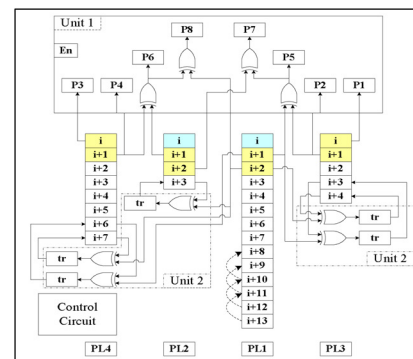 Unit 1
P8
P7
En
P6
P5
P3
P4
P2
P1
i
i+1
i+2
i+3
i+4
i+5
i+6
i+7
i
i+1
i+2
i+3
i
i+1
i+2
i+3
i+4
i+5
i+6
i+7
i+8
i+9
i+10
i+11
i+12
i+13
i
i+1
i+2
i+3
i+4
tr
tr
tr
Unit 2
tr
tr
Unit 2
Control
Circuit
PL4
PL2
PL1
PL3